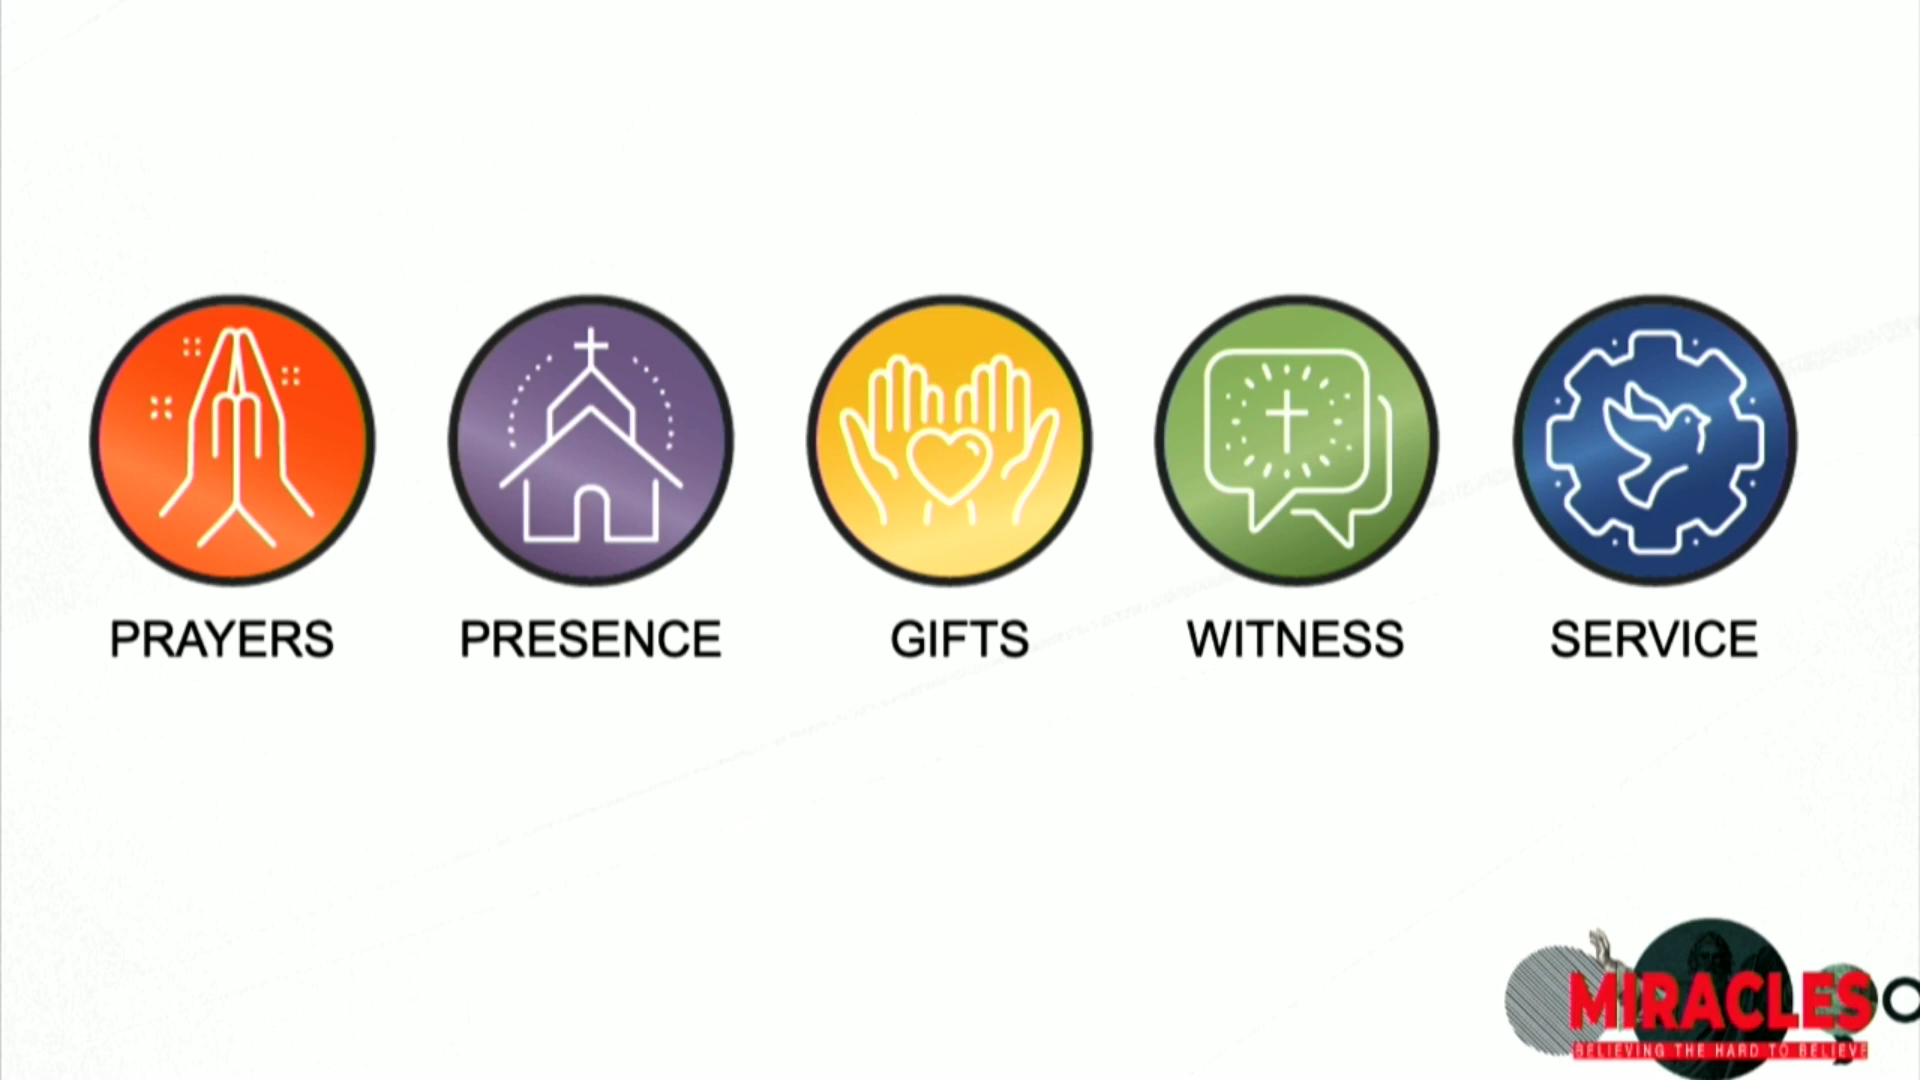 PRAYERS PRESENCE GIFTS WITNESS SERVICE
MIRACLES
BELIEVING THE HARD TO BELIEVE